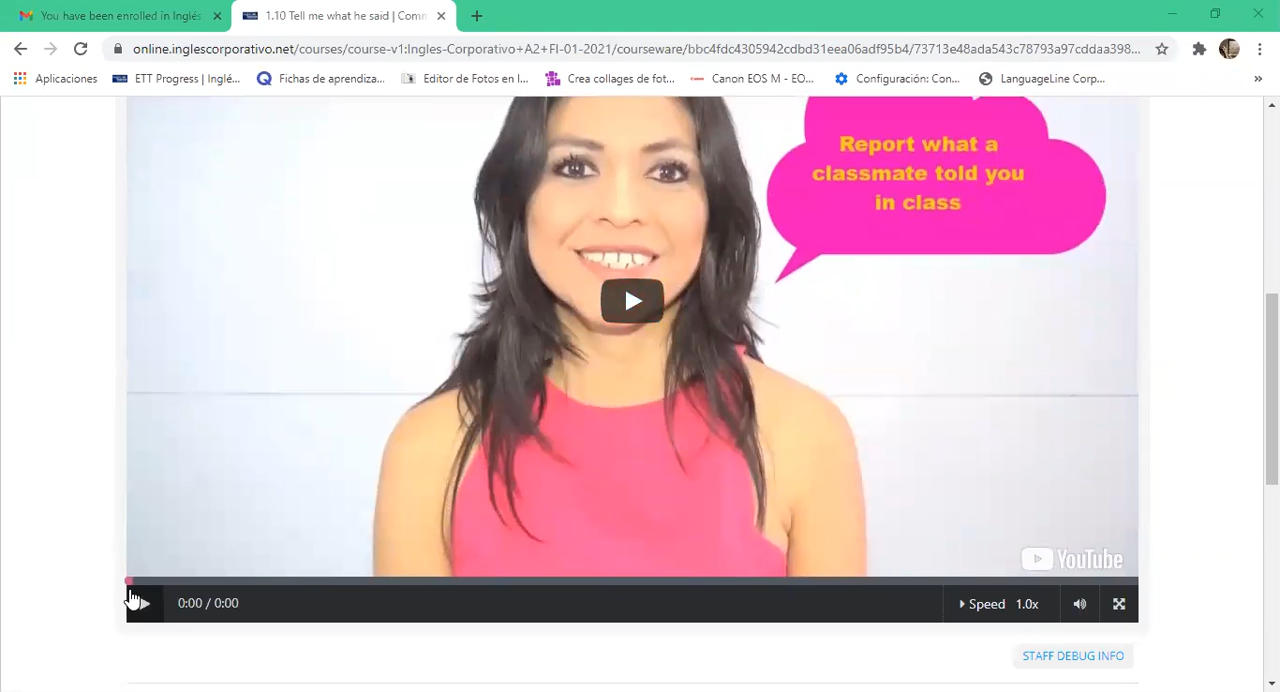 You have been enrolled in Inglés
1.10 Tell me what he said | Comm
online.inglescorporativo.net/courses/course-v1:Ingles-Corporativo+A2+FI-01-2021/courseware/bbc4fdc4305942cdbd31eea06adf95b4/73713e48ada543c78793a97cddaa398...
Aplicaciones
ETT Progress | Inglé...
Fichas de aprendiza...
Editor de Fotos en l...
Crea collages de fot...
Canon EOS M - EO...
Configuración: Con...
LanguageLine Corp...
»
Report what a
classmate told you
in class
YouTube
0:00 / 0:00
Speed 1.0x
STAFF DEBUG INFO